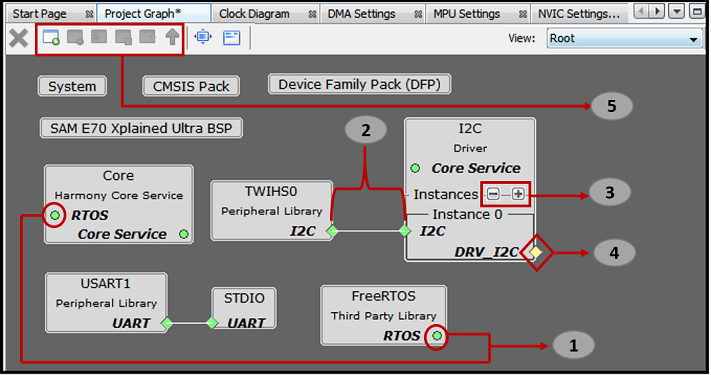 Start Page
Project Graph*
Clock Diagram
DMA Settings
MPU Settings
NVIC Settings...
View:
Root
System
CMSIS Pack
Device Family Pack (DFP)
5
SAM E70 Xplained Ultra BSP
2
I2C
Driver
Core Service
Core
Harmony Core Service
RTOS
Core Service
TWIHS0
Peripheral Library
I2C
Instances
3
Instance 0
I2C
DRV_I2C
4
USART1
Peripheral Library
UART
STDIO
UART
FreeRTOS
Third Party Library
RTOS
1